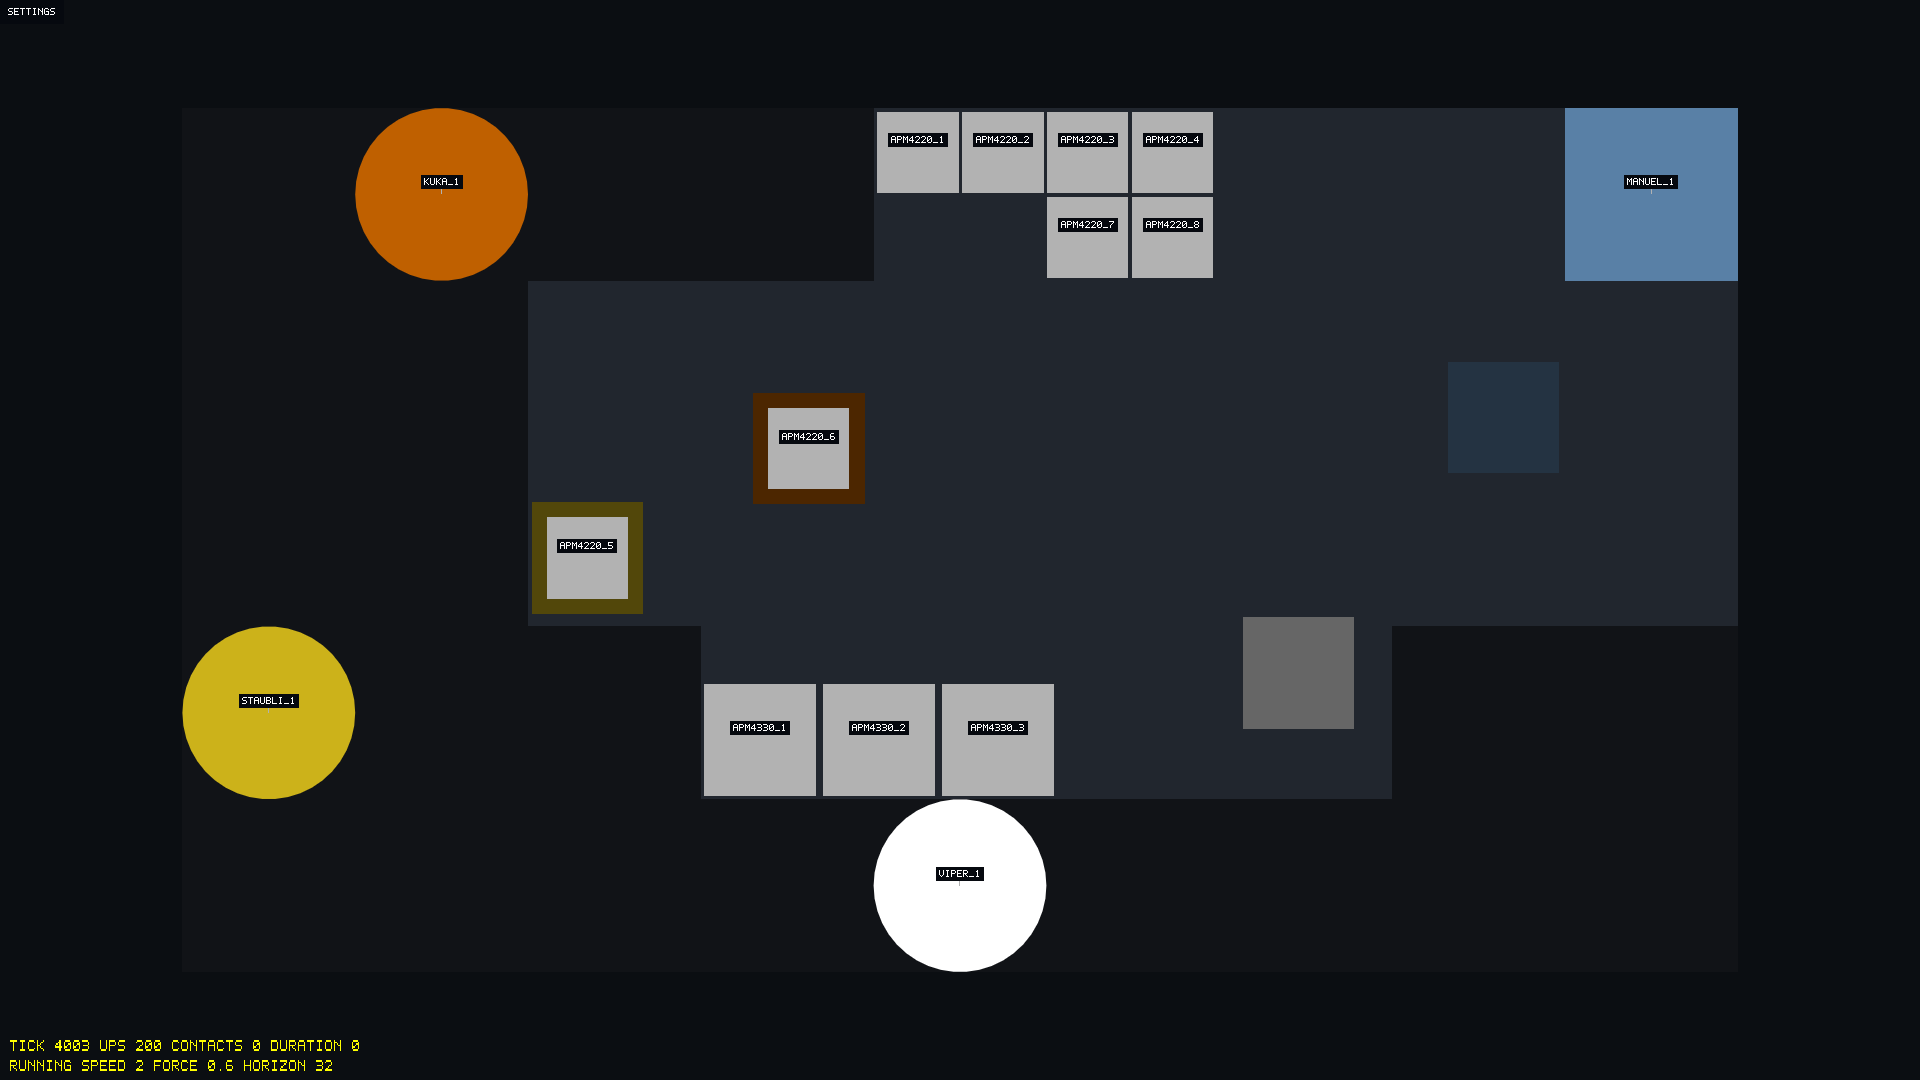 SETTINGS
APM4220_1 APM4220_2 APM4220_3 APM4220_4
KUKA_1
MANUEL_1
APM4220_7 APM4220_8
APM4220_6
APM4220_5
STAUBLI_1
APM4330_1 APM4330_2 APM4330_3
VIPER_1
TICK 4003 UPS 200 CONTACTS 0 DURATION 0
RUNNING SPEED 2 FORCE 0.6 HORIZON 32